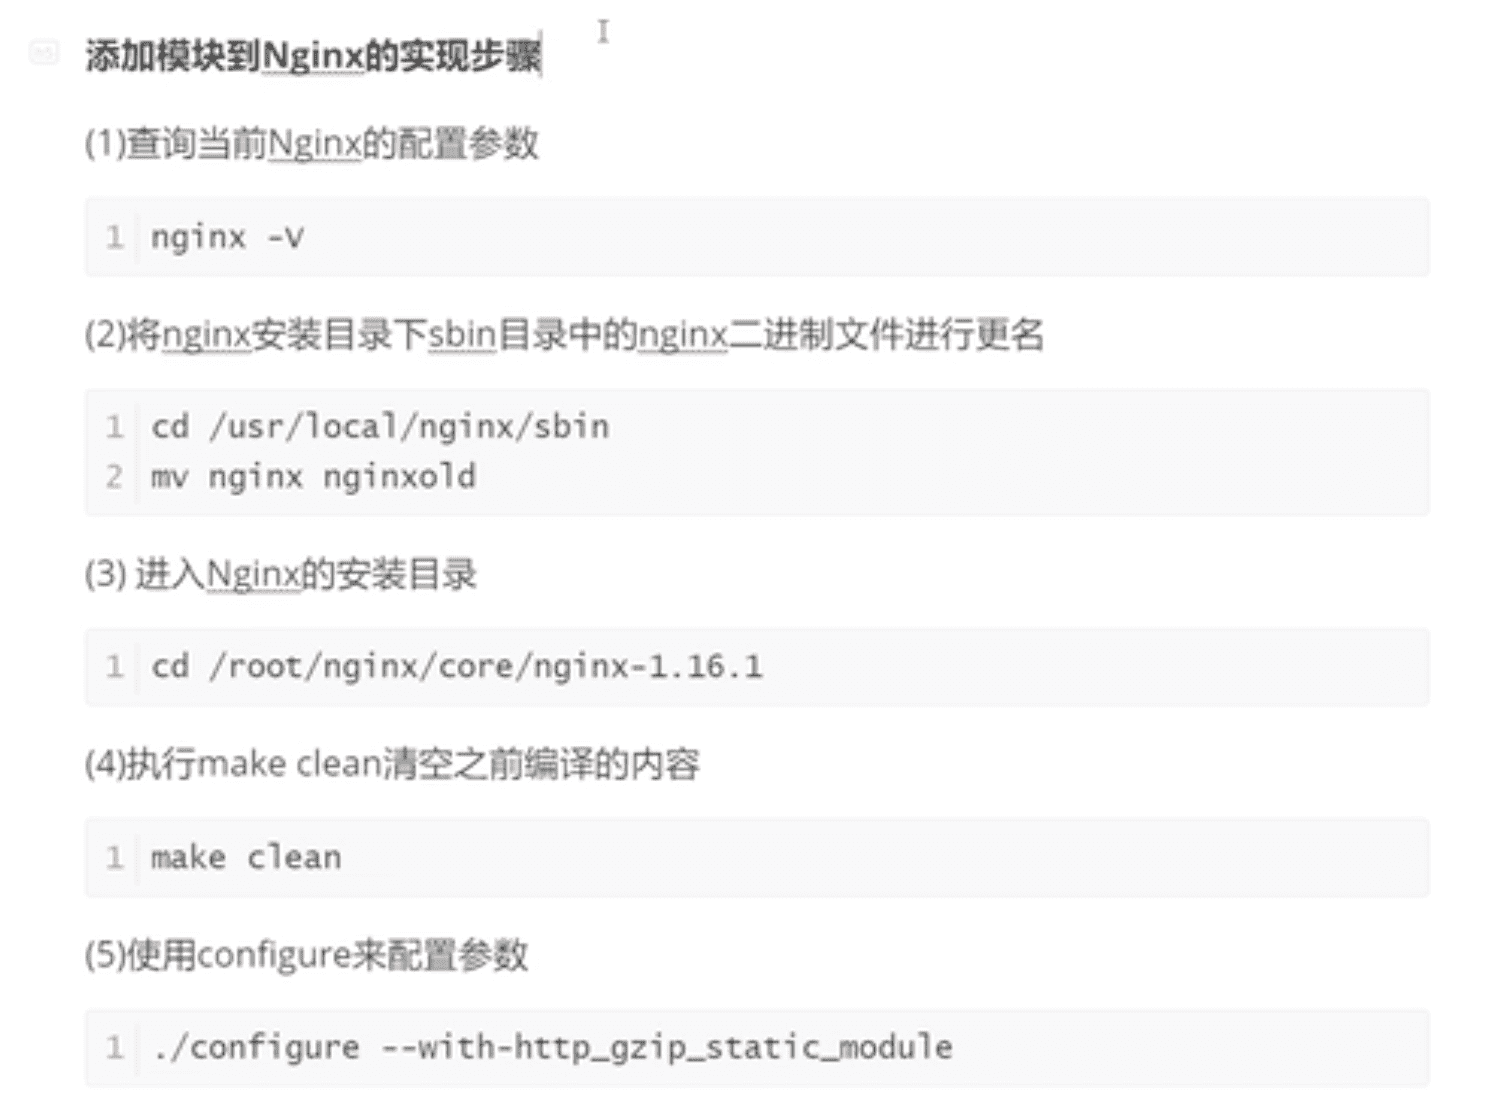 添加模块到Nginx的实现步骤
(1)查询当前Nginx的配置参数
1 nginx -V
(2)将nginx安装目录下sbin目录中的nginx二进制文件进行更名
1 cd /usr/local/nginx/sbin
2 mv nginx nginxold
(3) 进入Nginx的安装目录
1 cd /root/nginx/core/nginx-1.16.1
(4)执行make clean清空之前编译的内容
1 make clean
(5)使用configure来配置参数
1 ./configure --with-http_gzip_static_module